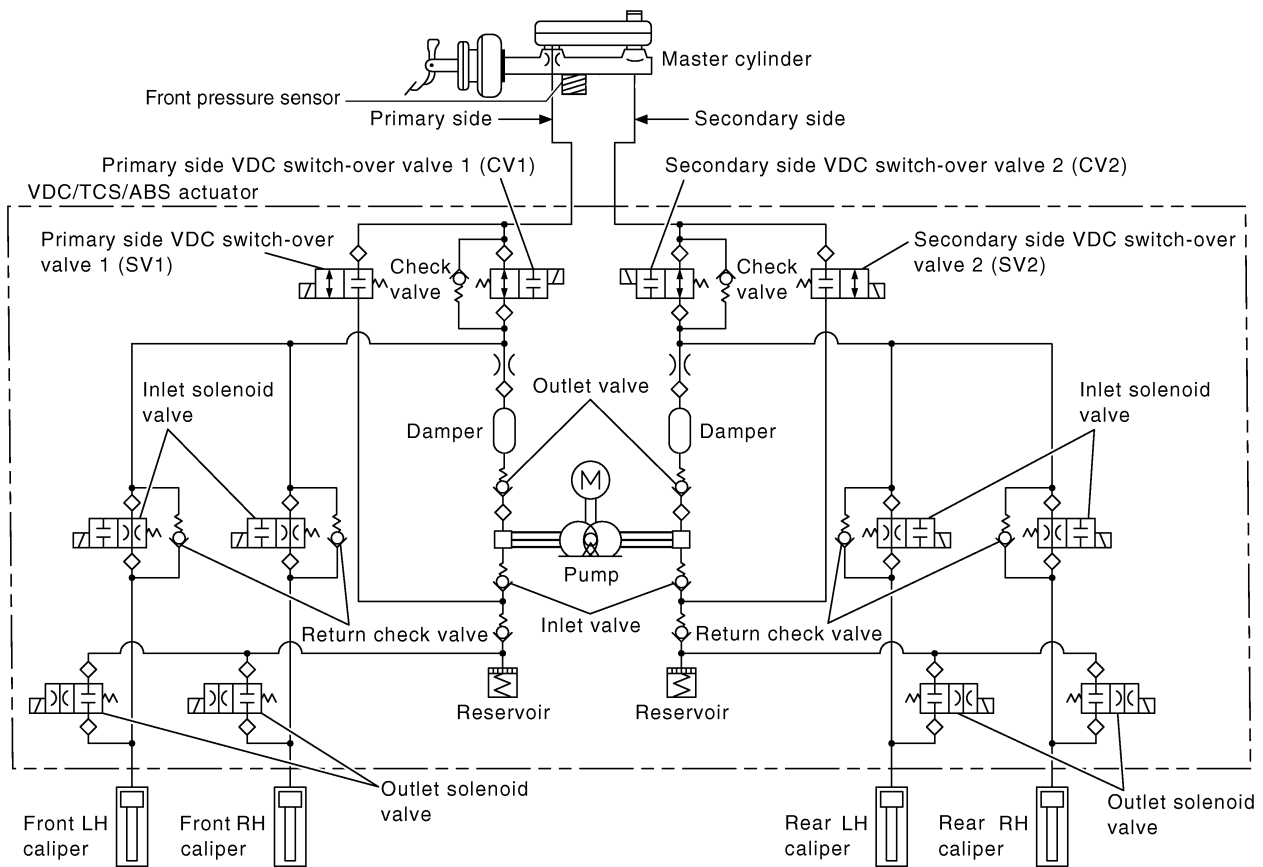 Master cylinder
Front pressure sensor
Primary side
Secondary side
Primary side VDC switch-over valve 1 (CV1)
Secondary side VDC switch-over valve 2 (CV2)
VDC/TCS/ABS actuator
Primary side VDC switch-over
valve 1 (SV1)
Check
valve
Check
valve
Secondary side VDC switch-over
valve 2 (SV2)
Inlet solenoid
valve
Outlet valve
Inlet solenoid
valve
Damper
Damper
M
Pump
Inlet valve
Return check valve
Return check valve
Reservoir
Reservoir
Outlet solenoid
valve
Outlet solenoid
valve
Front LH
caliper
Front RH
caliper
Rear LH
caliper
Rear RH
caliper